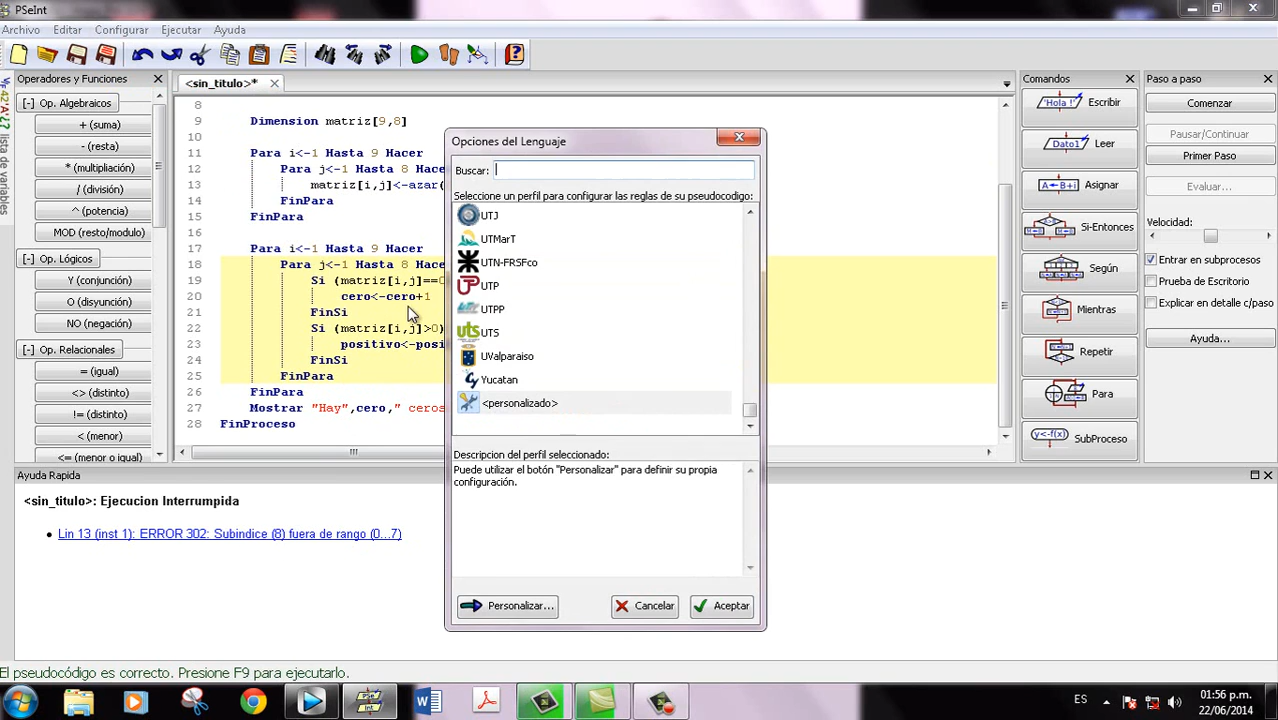 PSeInt
Archivo Editar Configurar Ejecutar Ayuda
lista de variables
Operadores y Funciones
[-] Op. Algebraicos
+ (suma)
- (resta)
* (multiplicación)
/ (división)
^ (potencia)
MOD (resto/modulo)
[-] Op. Lógicos
Y (conjunción)
O (disyunción)
NO (negación)
[-] Op. Relacionales
= (igual)
<> (distinto)
!= (distinto)
< (menor)
<= (menor o igual)
<sin_titulo>*
8
9 Dimension matriz[9,8]
10
11 Para i<-1 Hasta 9 Hacer
12 Para j<-1 Hasta 8 Hace
13 matriz[i,j]<-azar(
14 FinPara
15 FinPara
16
17 Para i<-1 Hasta 9 Hacer
18 Para j<-1 Hasta 8 Hace
19 Si (matriz[i,j]==0
20 cero<-cero+1
21 FinSi
22 Si (matriz[i,j]>0)
23 positivo<-posi
24 FinSi
25 FinPara
26 FinPara
27 Mostrar "Hay",cero," ceros
28 FinProceso
Opciones del Lenguaje
Buscar:
Seleccione un perfil para configurar las reglas de su pseudocodigo:
UTJ
UTMarT
UTN-FRSFco
UTP
UTPP
UTS
UValparaiso
Yucatan
<personalizado>
Descripcion del perfil seleccionado:
Puede utilizar el botón "Personalizar" para definir su propia
configuración.
Personalizar...
Cancelar
Aceptar
Comandos
'Hola !' Escribir
Dato1 Leer
A←B+i Asignar
Si-Entonces
Según
Mientras
Repetir
Para
y<-f(x) SubProceso
Paso a paso
Comenzar
Pausar/Continuar
Primer Paso
Evaluar...
Velocidad:
Entrar en subprocesos
Prueba de Escritorio
Explicar en detalle c/paso
Ayuda...
Ayuda Rapida
<sin_titulo>: Ejecucion Interrumpida
Lin 13 (inst 1): ERROR 302: Subindice (8) fuera de rango (0...7)
El pseudocódigo es correcto. Presione F9 para ejecutarlo.
ES
01:56 p.m.
22/06/2014